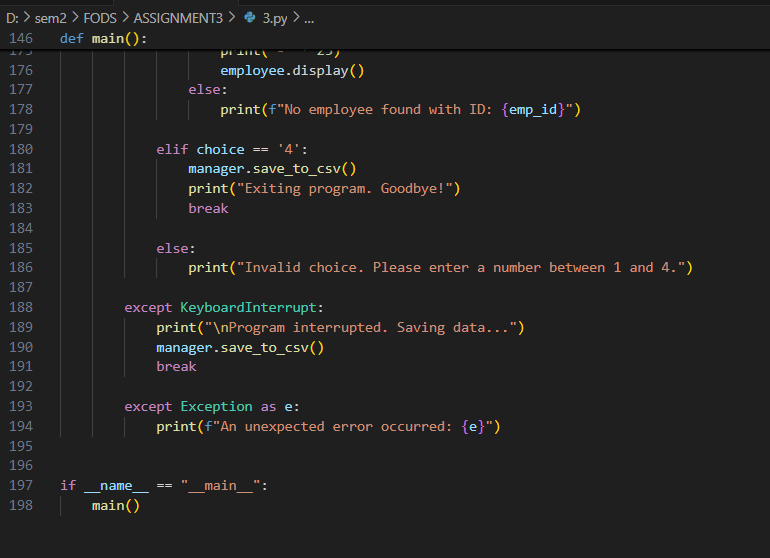 D: > sem2 > FODS > ASSIGNMENT3 > 3.py > ...
146 def main():
176 employee.display()
177 else:
178 print(f"No employee found with ID: {emp_id}")
179
180 elif choice == '4':
181 manager.save_to_csv()
182 print("Exiting program. Goodbye!")
183 break
184
185 else:
186 print("Invalid choice. Please enter a number between 1 and 4.")
187
188 except KeyboardInterrupt:
189 print("\nProgram interrupted. Saving data...")
190 manager.save_to_csv()
191 break
192
193 except Exception as e:
194 print(f"An unexpected error occurred: {e}")
195
196
197 if __name__ == "__main__":
198 main()